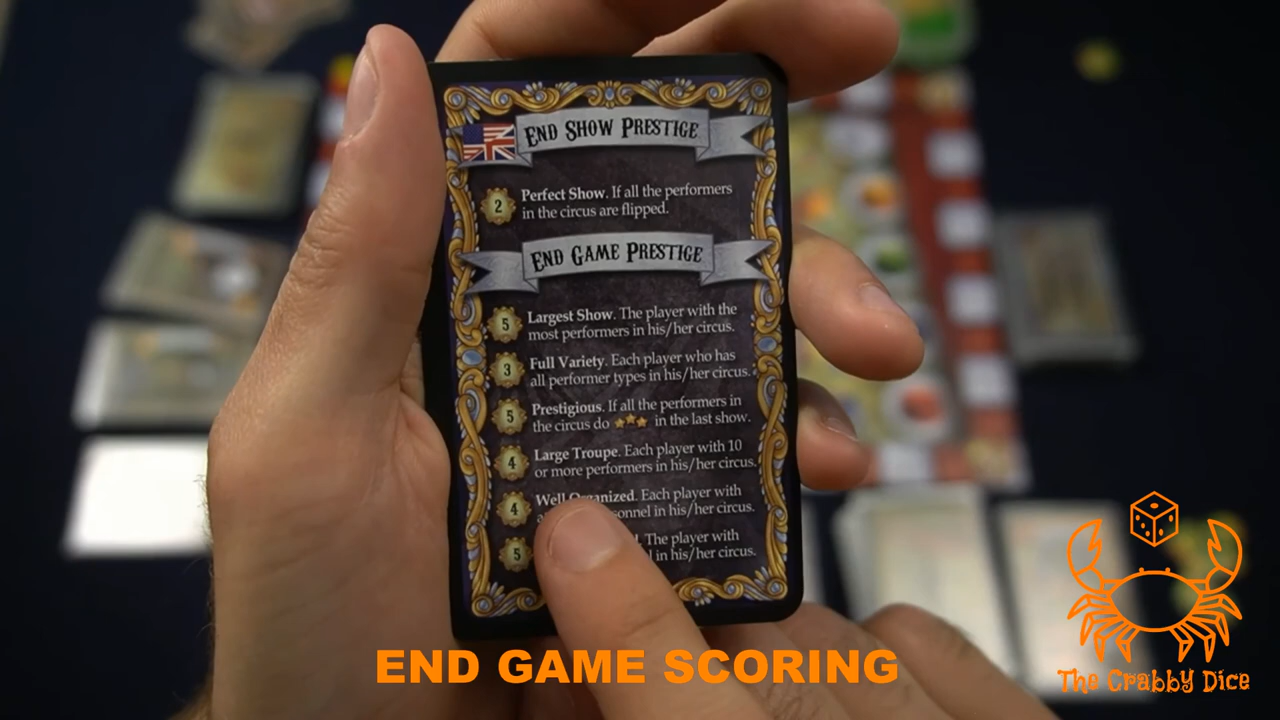 END SHOW PRESTIGE
2
Perfect Show. If all the performers
in the circus are flipped.
END GAME PRESTIGE
5
Largest Show. The player with the
most performers in his/her circus.
3
Full Variety. Each player who has
all performer types in his/her circus.
5
Prestigious. If all the performers in
the circus do in the last show.
4
Large Troupe. Each player with 10
or more performers in his/her circus.
4
Well Organized. Each player with
in his/her circus.
5
The player with
in his/her circus.
END GAME SCORING
The Crabby Dice